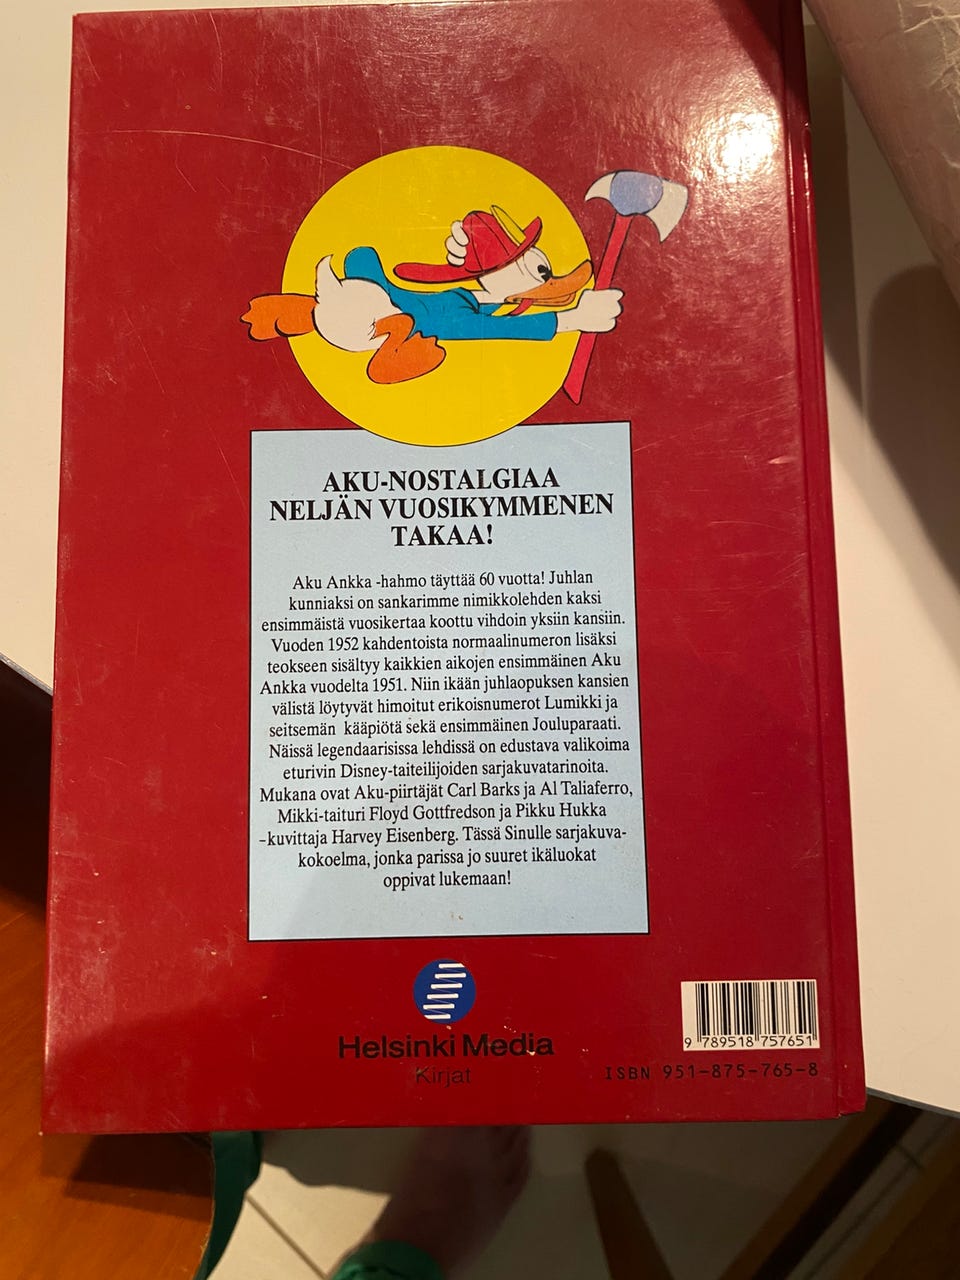 AKU-NOSTALGIAA
NELJÄN VUOSIKYMMENEN
TAKAA!
Aku Ankka -hahmo täyttää 60 vuotta! Juhlan
kunniaksi on sankarimme nimikkolehden kaksi
ensimmäistä vuosikertaa koottu vihdoin yksiin kansiin.
Vuoden 1952 kahdentoista normaalinumeron lisäksi
teokseen sisältyy kaikkien aikojen ensimmäinen Aku
Ankka vuodelta 1951. Niin ikään juhlaopuksen kansien
välistä löytyvät himoitut erikoisnumerot Lumikki ja
seitsemän kääpiötä sekä ensimmäinen Jouluparaati.
Näissä legendaarisissa lehdissä on edustava valikoima
eturivin Disney-taiteilijoiden sarjakuvatarinoita.
Mukana ovat Aku-piirtäjät Carl Barks ja Al Taliaferro,
Mikki-taituri Floyd Gottfredson ja Pikku Hukka
-kuvittaja Harvey Eisenberg. Tässä Sinulle sarjakuva-
kokoelma, jonka parissa jo suuret ikäluokat
oppivat lukemaan!
Helsinki Media
Kirjat
9 789518 757651
ISBN 951-875-765-8